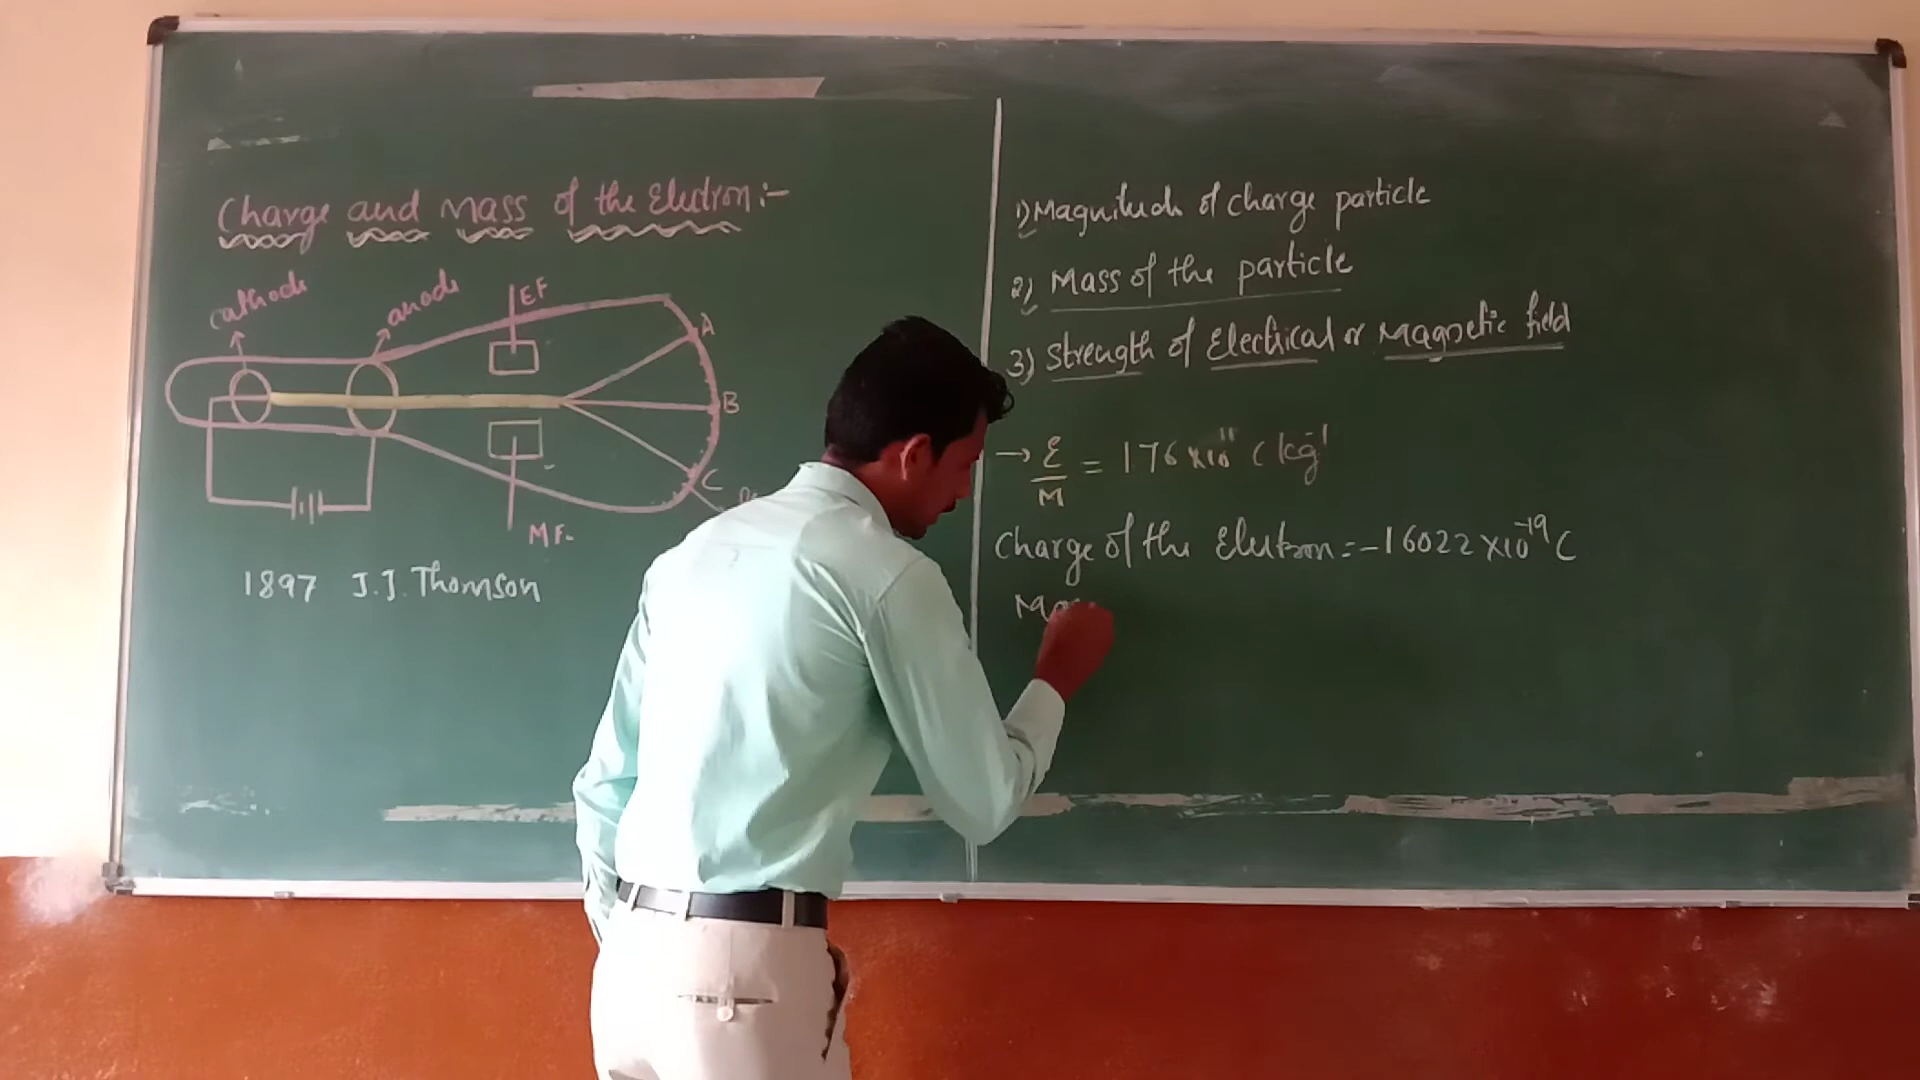 Charge and Mass of the Electron:-
cathode
anode
EF
A
B
C
MF-
1897 J.J. Thomson
1) Magnitude of charge particle
2) Mass of the particle
3) Strength of Electrical or Magnetic field
→ E/M = 176 x 10¹¹ C kg⁻¹
Charge of the Electron = -16022 x 10⁻¹⁹ C